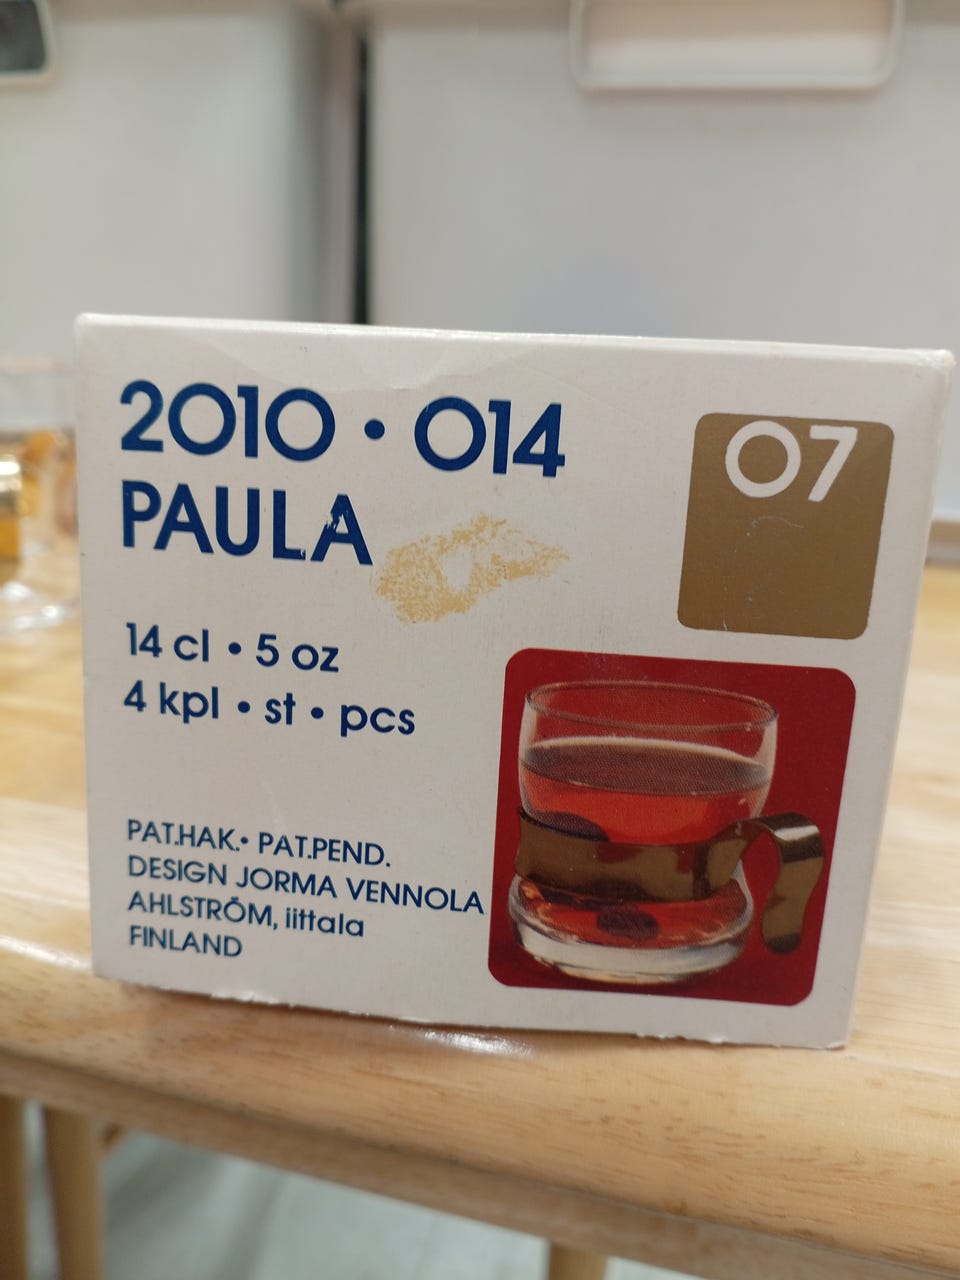 2010 • 014
PAULA
07
14 cl • 5 oz
4 kpl • st • pcs
PAT.HAK.• PAT.PEND.
DESIGN JORMA VENNOLA
AHLSTRÖM, iittala
FINLAND